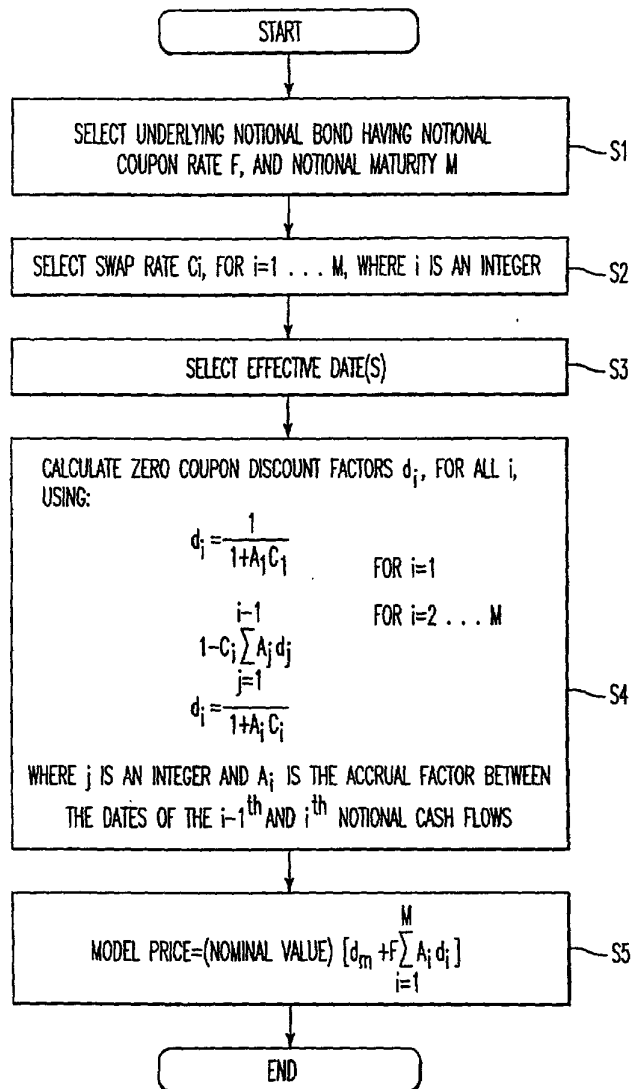 START
SELECT UNDERLYING NOTIONAL BOND HAVING NOTIONAL
COUPON RATE F, AND NOTIONAL MATURITY M
S1
SELECT SWAP RATE Ci, FOR i=1 . . . M, WHERE i IS AN INTEGER
S2
SELECT EFFECTIVE DATE(S)
S3
CALCULATE ZERO COUPON DISCOUNT FACTORS di, FOR ALL i,
USING:
di = 1 / 1+A1C1
FOR i=1
i-1
1-Ci∑Ajdj
j=1
FOR i=2 . . . M
di = / 1+AiCi
S4
WHERE j IS AN INTEGER AND Ai IS THE ACCRUAL FACTOR BETWEEN
THE DATES OF THE i-1th AND ith NOTIONAL CASH FLOWS
M
MODEL PRICE=(NOMINAL VALUE) [dm +F∑Ai di]
i=1
S5
END